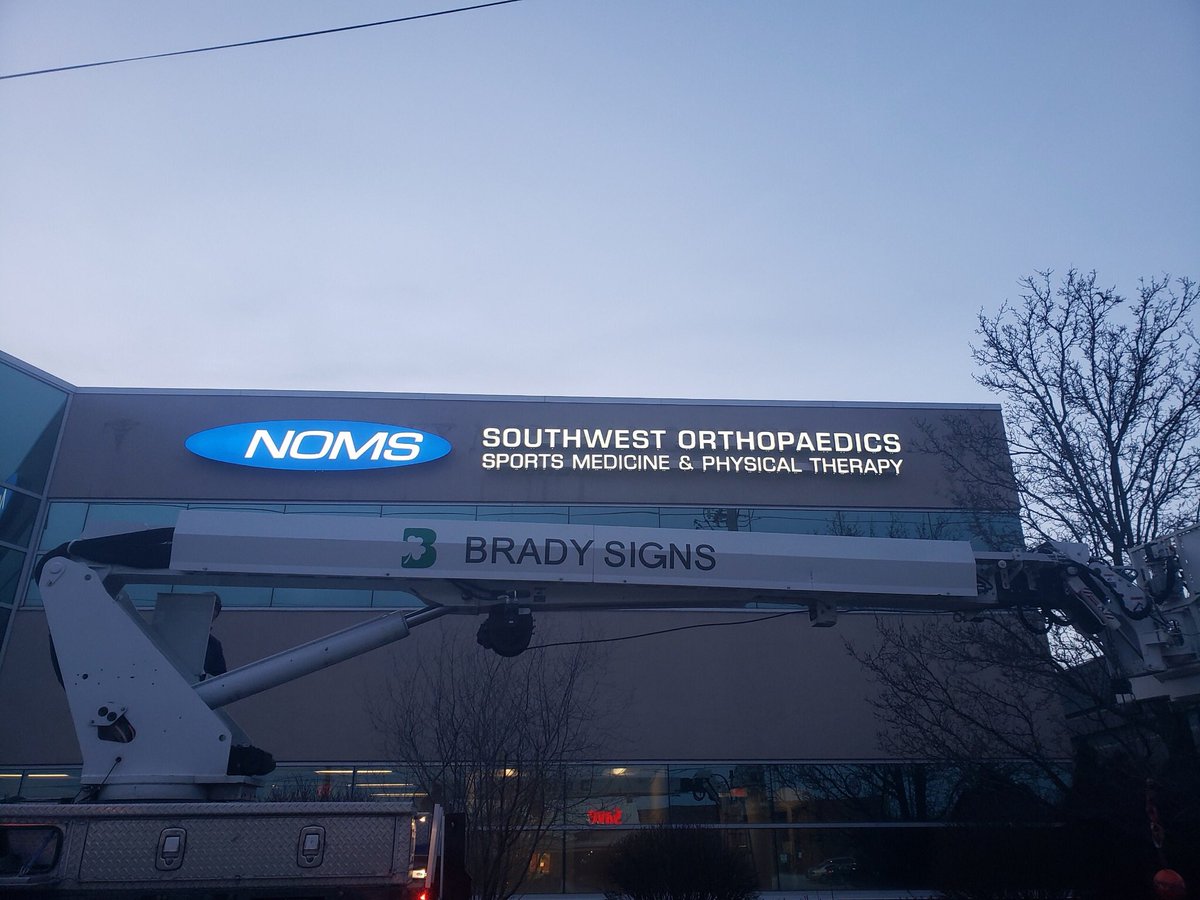 NOMS
SOUTHWEST ORTHOPAEDICS
SPORTS MEDICINE & PHYSICAL THERAPY
B BRADY SIGNS